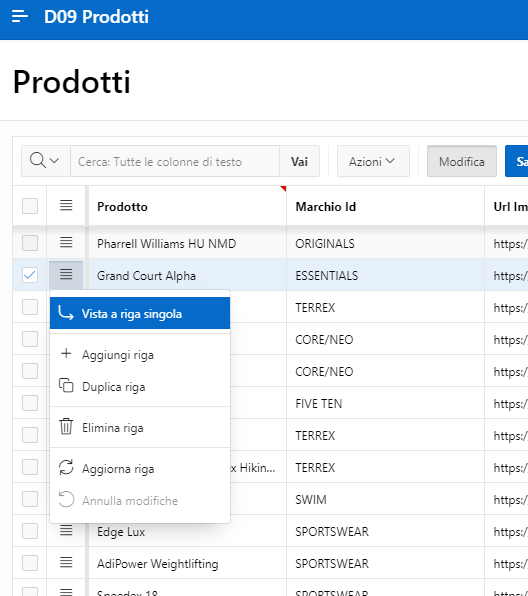 D09 Prodotti
Prodotti
Cerca: Tutte le colonne di testo Vai Azioni Modifica Sa
Prodotto Marchio Id Url Im
Pharrell Williams HU NMD ORIGINALS https:/
Grand Court Alpha ESSENTIALS https:/
Vista a riga singola TERREX https:/
Aggiungi riga CORE/NEO https:/
Duplica riga CORE/NEO https:/
Elimina riga FIVE TEN https:/
TERREX https:/
Aggiorna riga x Hikin... TERREX https:/
Annulla modifiche SWIM https:/
Edge Lux SPORTSWEAR https:/
AdiPower Weightlifting SPORTSWEAR https:/